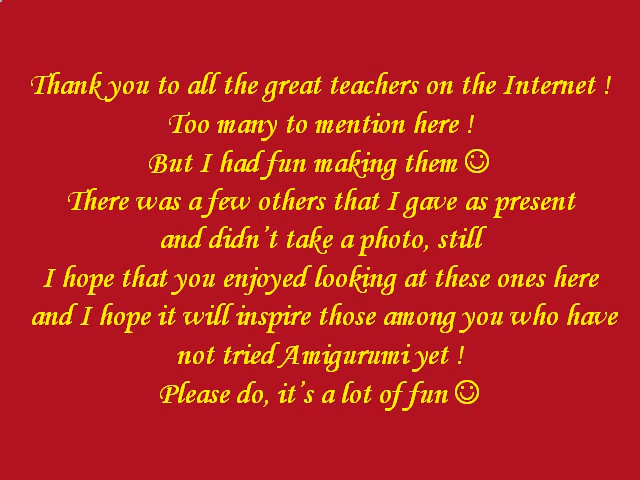 Thank you to all the great teachers on the Internet !
Too many to mention here !
But I had fun making them ☺
There was a few others that I gave as present
and didn't take a photo, still
I hope that you enjoyed looking at these ones here
and I hope it will inspire those among you who have
not tried Amigurumi yet !
Please do, it's a lot of fun ☺